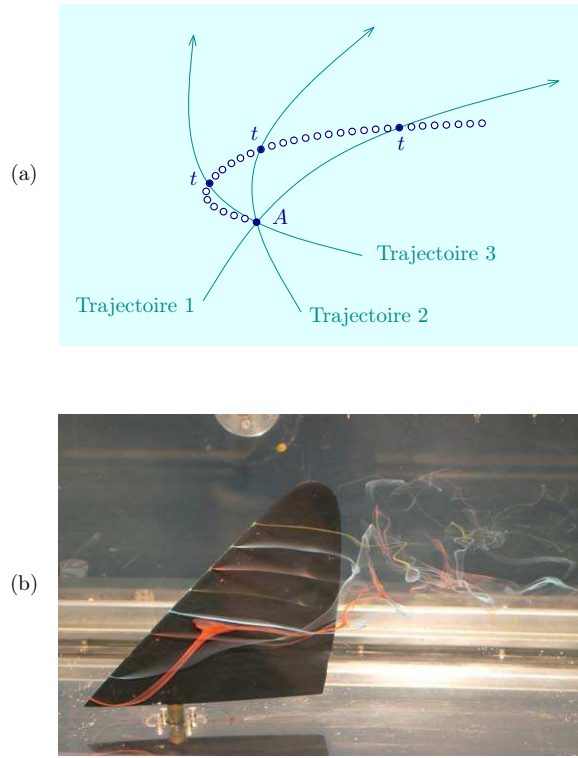 (a)
t
t
t
A
Trajectoire 3
Trajectoire 1
Trajectoire 2
(b)